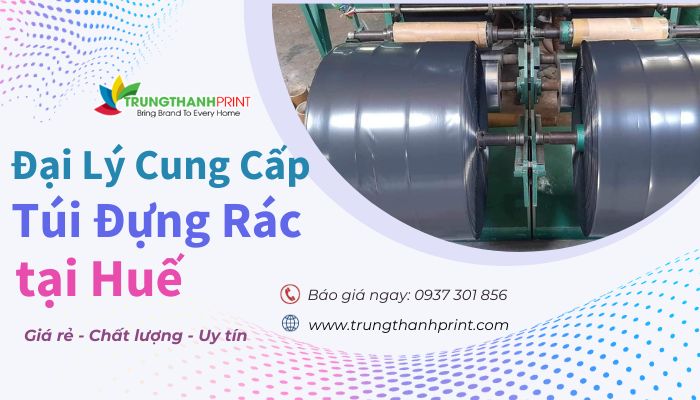 TRUNGTHANHPRINT
Bring Brand To Every Home
Đại Lý Cung Cấp
Túi Đựng Rác
tại Huế
Giá rẻ - Chất lượng - Uy tín
Báo giá ngay: 0937 301 856
www.trungthanhprint.com